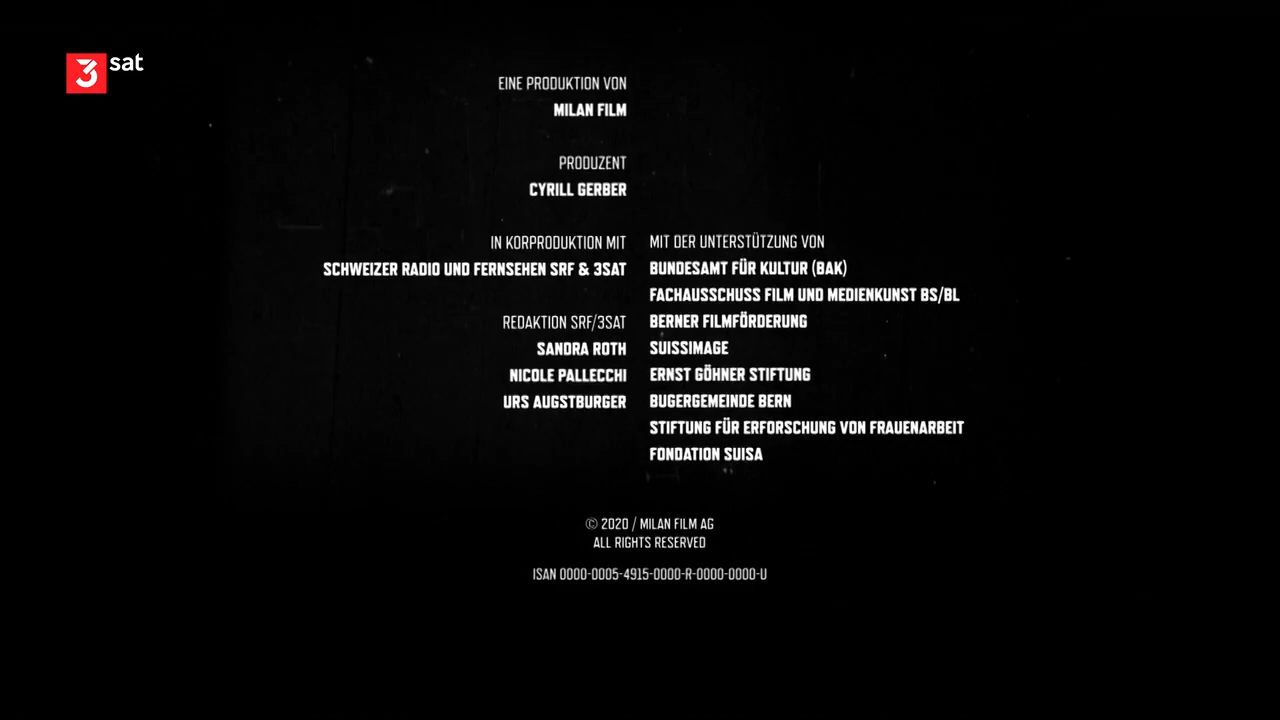 3sat
EINE PRODUKTION VON
MILAN FILM
PRODUZENT
CYRILL GERBER
IN KORPRODUKTION MIT
SCHWEIZER RADIO UND FERNSEHEN SRF & 3SAT
REDAKTION SRF/3SAT
SANDRA ROTH
NICOLE PALLECCHI
URS AUGSTBURGER
MIT DER UNTERSTÜTZUNG VON
BUNDESAMT FÜR KULTUR (BAK)
FACHAUSSCHUSS FILM UND MEDIENKUNST BS/BL
BERNER FILMFÖRDERUNG
SUISSIMAGE
ERNST GÖHNER STIFTUNG
BUGERGEMEINDE BERN
STIFTUNG FÜR ERFORSCHUNG VON FRAUENARBEIT
FONDATION SUISA
© 2020 / MILAN FILM AG
ALL RIGHTS RESERVED
ISAN 0000-0005-4915-0000-R-0000-0000-U